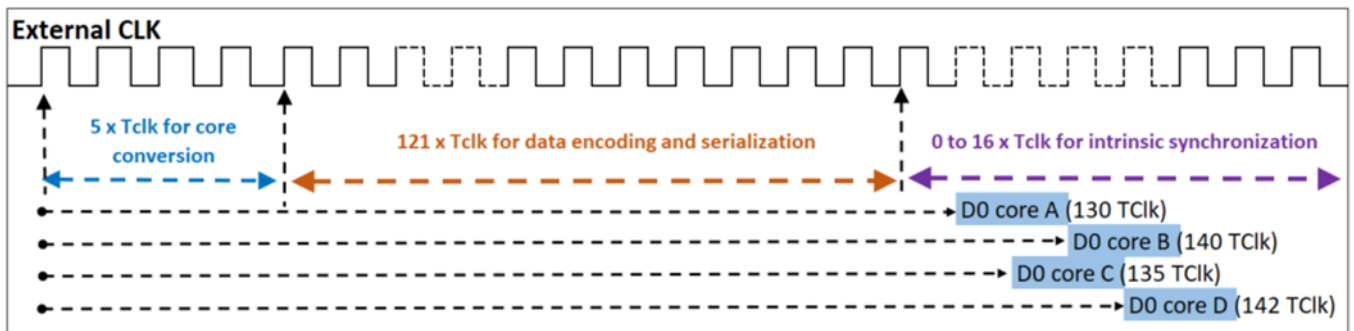 External CLK
5 x Tclk for core
conversion
121 x Tclk for data encoding and serialization
0 to 16 x Tclk for intrinsic synchronization
D0 core A (130 TClk)
D0 core B (140 TClk)
D0 core C (135 TClk)
D0 core D (142 TClk)